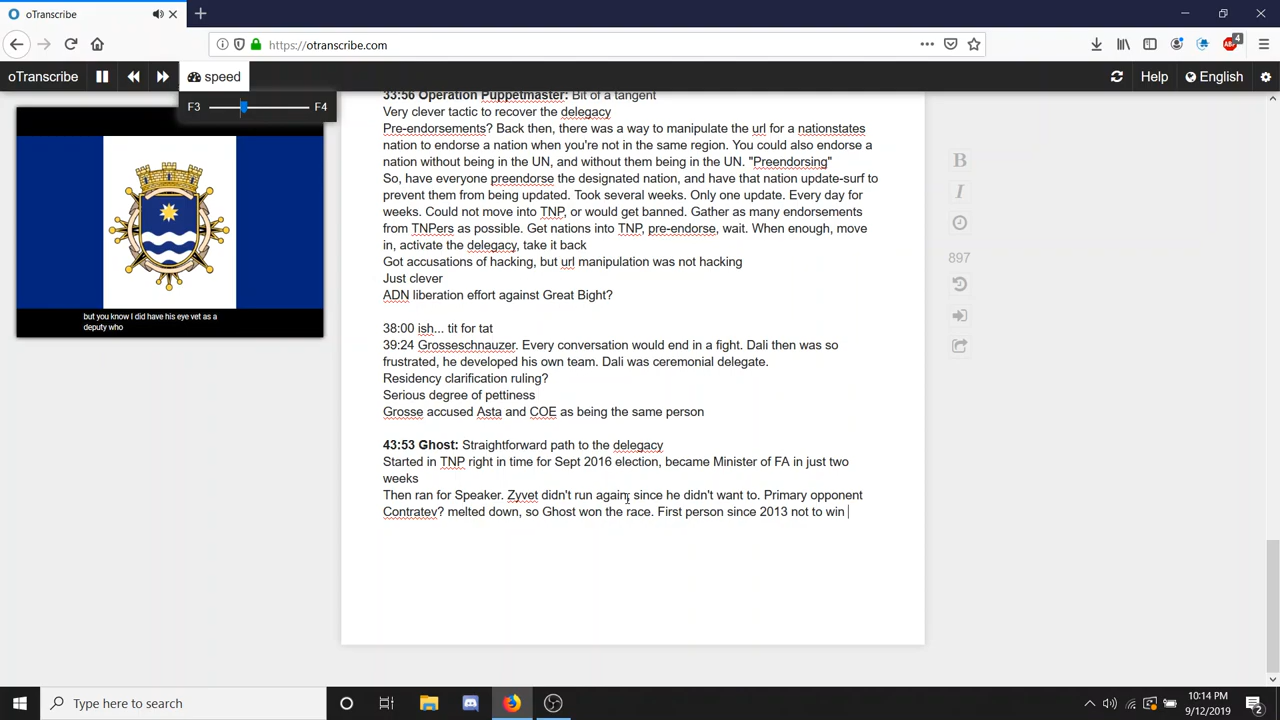 oTranscribe
https://otranscribe.com
4
oTranscribe
speed
Help
English
F3
F4
33:56 Operation Puppetmaster: Bit of a tangent
Very clever tactic to recover the delegacy
Pre-endorsements? Back then, there was a way to manipulate the url for a nationstates
nation to endorse a nation when you're not in the same region. You could also endorse a
nation without being in the UN, and without them being in the UN. "Preendorsing"
So, have everyone preendorse the designated nation, and have that nation update-surf to
prevent them from being updated. Took several weeks. Only one update. Every day for
weeks. Could not move into TNP, or would get banned. Gather as many endorsements
from TNPers as possible. Get nations into TNP, pre-endorse, wait. When enough, move
in, activate the delegacy, take it back
Got accusations of hacking, but url manipulation was not hacking
Just clever
ADN liberation effort against Great Bight?
38:00 ish... tit for tat
39:24 Grosseschnauzer. Every conversation would end in a fight. Dali then was so
frustrated, he developed his own team. Dali was ceremonial delegate.
Residency clarification ruling?
Serious degree of pettiness
Grosse accused Asta and COE as being the same person
43:53 Ghost: Straightforward path to the delegacy
Started in TNP right in time for Sept 2016 election, became Minister of FA in just two
weeks
Then ran for Speaker. Zyvet didn't run again, since he didn't want to. Primary opponent
Contratev? melted down, so Ghost won the race. First person since 2013 not to win
B
I
897
but you know I did have his eye vet as a
deputy who
Type here to search
10:14 PM
9/12/2019
2